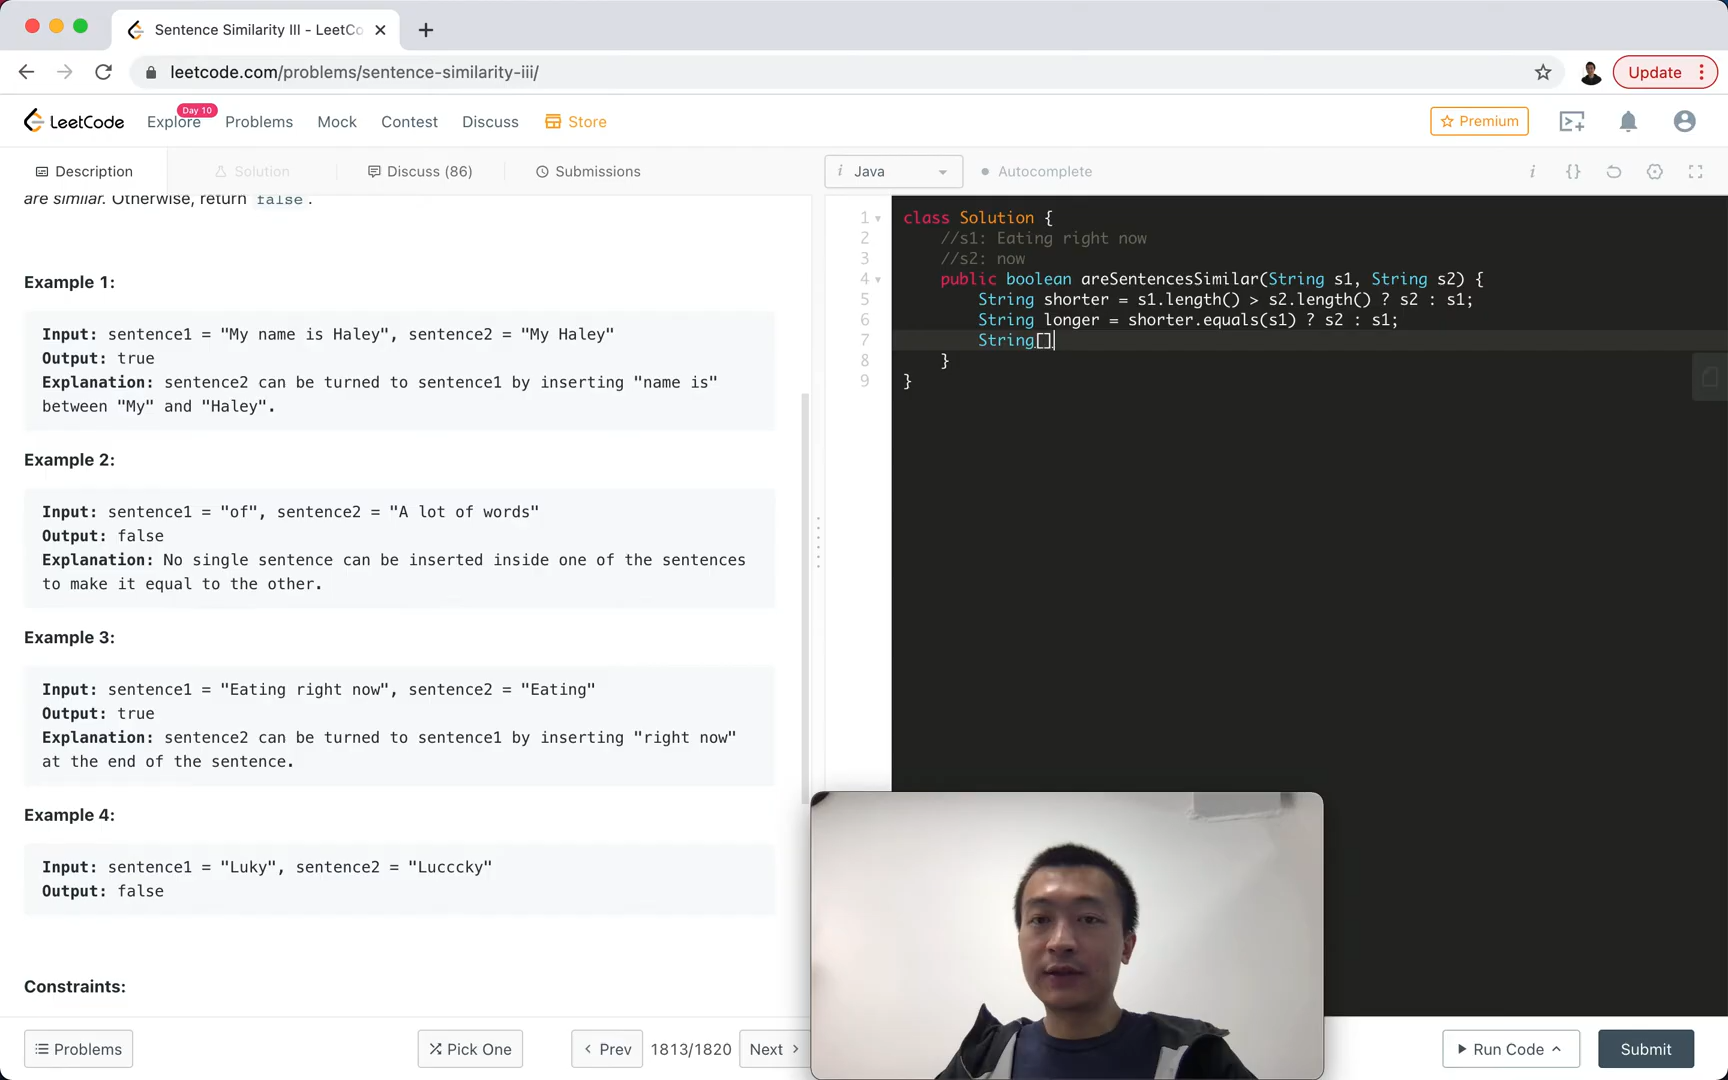 Sentence Similarity III - LeetCo
leetcode.com/problems/sentence-similarity-iii/
Update
LeetCode
Explore
Day 10
Problems
Mock
Contest
Discuss
Store
Premium
Description
Solution
Discuss (86)
Submissions
i Java
Autocomplete
i {}
are similar. Otherwise, return false.
Example 1:
Input: sentence1 = "My name is Haley", sentence2 = "My Haley"
Output: true
Explanation: sentence2 can be turned to sentence1 by inserting "name is"
between "My" and "Haley".
Example 2:
Input: sentence1 = "of", sentence2 = "A lot of words"
Output: false
Explanation: No single sentence can be inserted inside one of the sentences
to make it equal to the other.
Example 3:
Input: sentence1 = "Eating right now", sentence2 = "Eating"
Output: true
Explanation: sentence2 can be turned to sentence1 by inserting "right now"
at the end of the sentence.
Example 4:
Input: sentence1 = "Luky", sentence2 = "Lucccky"
Output: false
Constraints:
1 class Solution {
2 //s1: Eating right now
3 //s2: now
4 public boolean areSentencesSimilar(String s1, String s2) {
5 String shorter = s1.length() > s2.length() ? s2 : s1;
6 String longer = shorter.equals(s1) ? s2 : s1;
7 String[]
8 }
9 }
Problems
Pick One
Prev
1813/1820
Next
Run Code
Submit